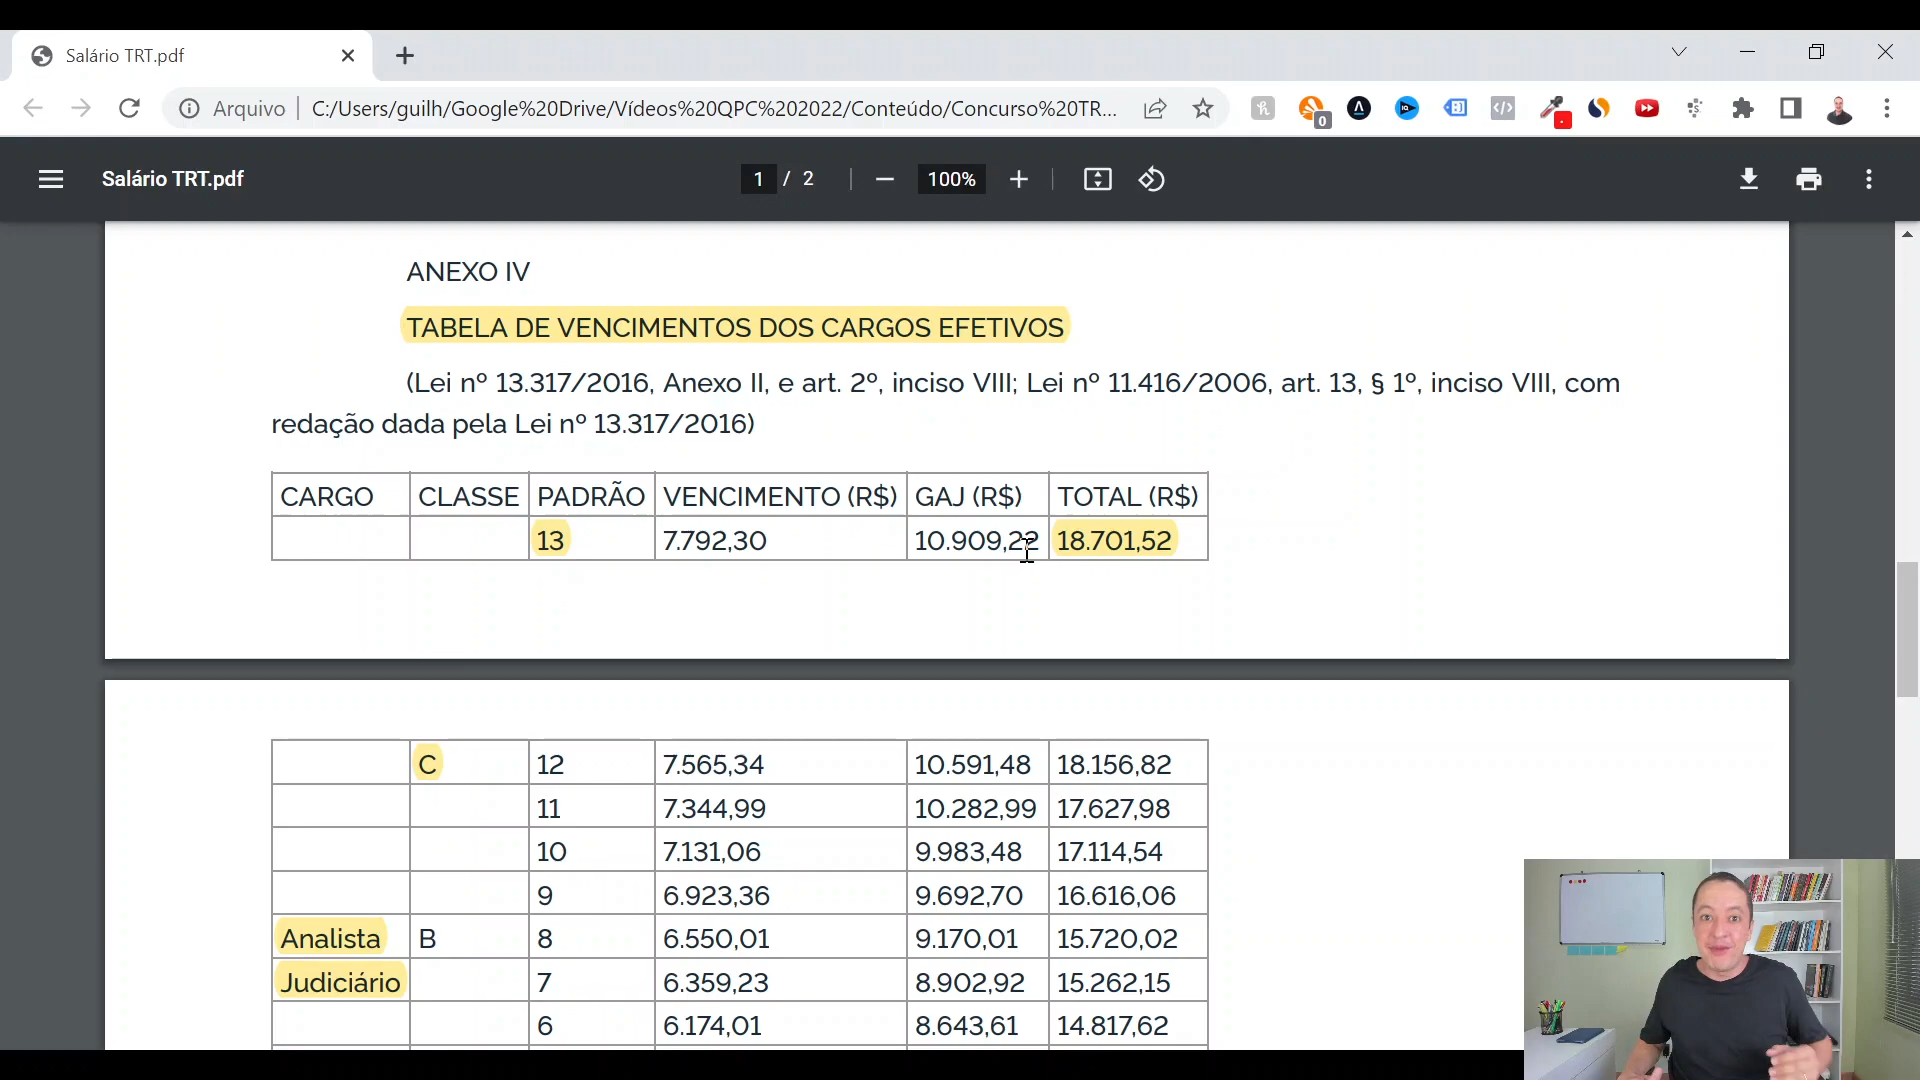 Salário TRT.pdf
Arquivo
C:/Users/guilh/Google%20Drive/Vídeos%20QPC%202022/Conteúdo/Concurso%20TR...
0
Salário TRT.pdf
1 / 2
100%
ANEXO IV
TABELA DE VENCIMENTOS DOS CARGOS EFETIVOS
(Lei nº 13.317/2016, Anexo II, e art. 2º, inciso VIII; Lei nº 11.416/2006, art. 13, § 1º, inciso VIII, com
redação dada pela Lei nº 13.317/2016)
CARGO CLASSE PADRÃO VENCIMENTO (R$) GAJ (R$) TOTAL (R$)
13 7.792,30 10.909,22 18.701,52
C 12 7.565,34 10.591,48 18.156,82
11 7.344,99 10.282,99 17.627,98
10 7.131,06 9.983,48 17.114,54
9 6.923,36 9.692,70 16.616,06
Analista B 8 6.550,01 9.170,01 15.720,02
Judiciário 7 6.359,23 8.902,92 15.262,15
6 6.174,01 8.643,61 14.817,62